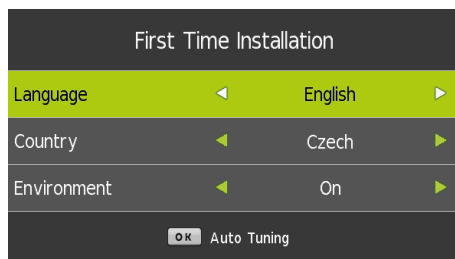 First Time Installation
Language English
Country Czech
Environment On
OK Auto Tuning